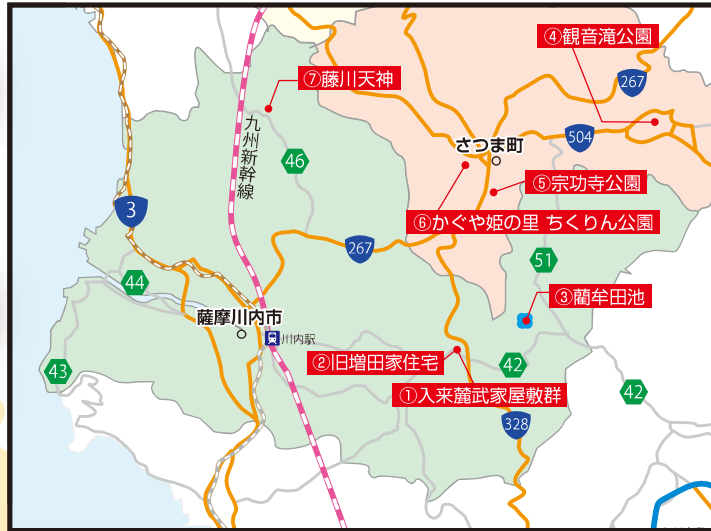 ④観音滝公園
⑦藤川天神
267
504
さつま町
九州新幹線
46
⑤宗功寺公園
3
⑥かぐや姫の里 ちくりん公園
267
51
44
③藺牟田池
薩摩川内市
川内駅
②旧増田家住宅
42
43
①入来麓武家屋敷群
42
328